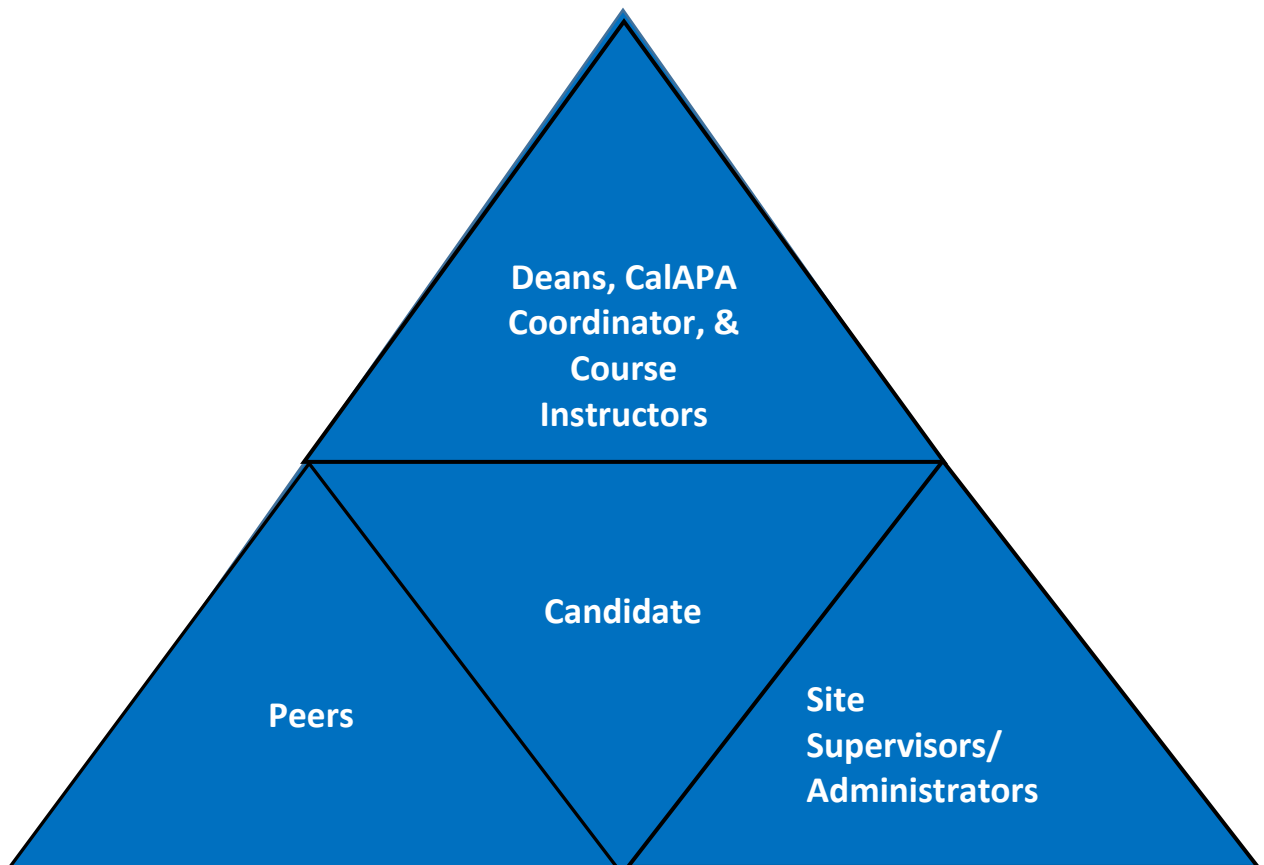 Deans, CalAPA
Coordinator, &
Course
Instructors
Candidate
Peers
Site
Supervisors/
Administrators